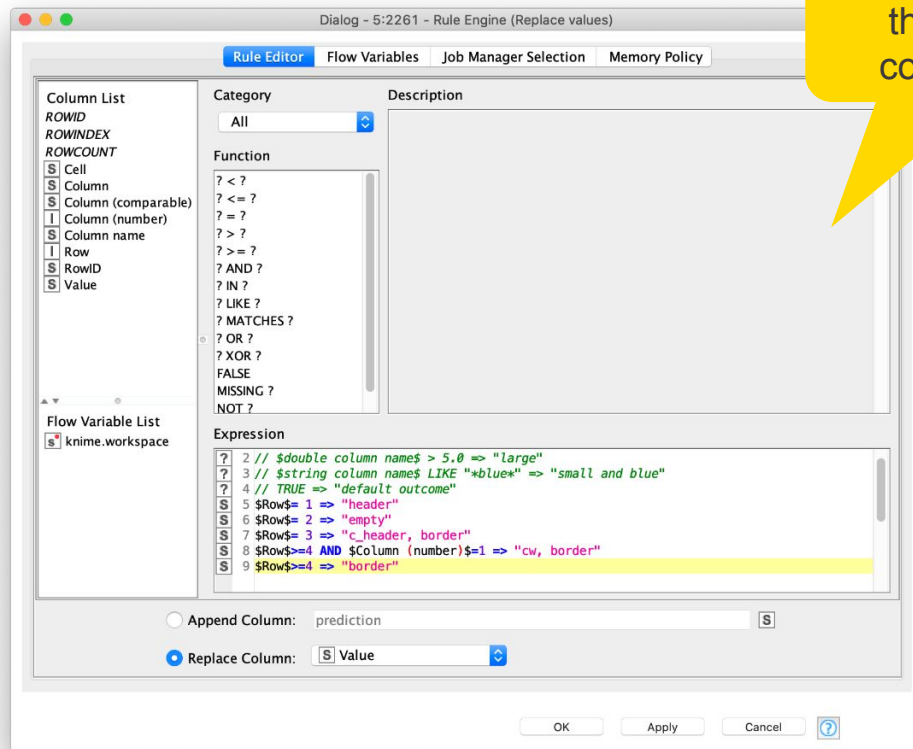 th
co
Dialog - 5:2261 - Rule Engine (Replace values)
Rule Editor Flow Variables Job Manager Selection Memory Policy
Column List
ROWID
ROWINDEX
ROWCOUNT
S Cell
S Column
S Column (comparable)
I Column (number)
S Column name
I Row
S RowID
S Value
Flow Variable List
s knime.workspace
Category
All
Description
Function
? < ?
? <= ?
? = ?
? > ?
? >= ?
? AND ?
? IN ?
? LIKE ?
? MATCHES ?
? OR ?
? XOR ?
FALSE
MISSING ?
NOT ?
Expression
? 2 // $double column name$ > 5.0 => "large"
? 3 // $string column name$ LIKE "*blue*" => "small and blue"
? 4 // TRUE => "default outcome"
S 5 $Row$= 1 => "header"
S 6 $Row$= 2 => "empty"
S 7 $Row$= 3 => "c_header, border"
S 8 $Row$>=4 AND $Column (number)$=1 => "cw, border"
S 9 $Row$>=4 => "border"
Append Column: prediction S
Replace Column: S Value
OK Apply Cancel ?